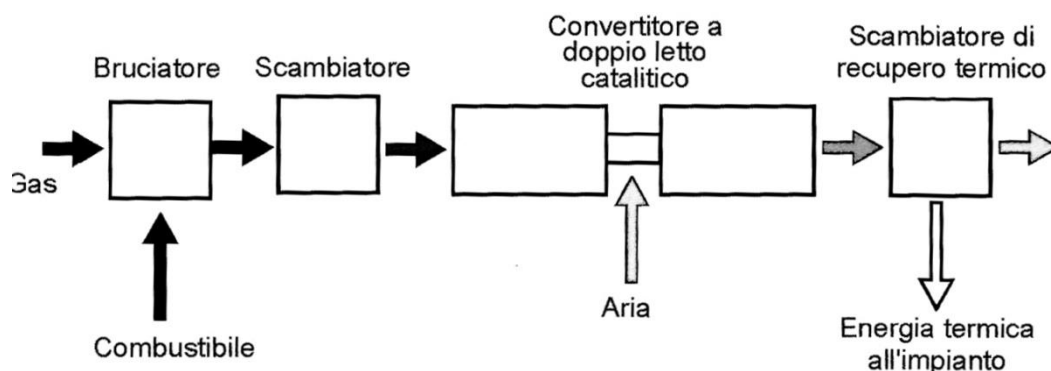 Bruciatore
Scambiatore
Convertitore a
doppio letto
catalitico
Scambiatore di
recupero termico
Gas
Combustibile
Aria
Energia termica
all'impianto